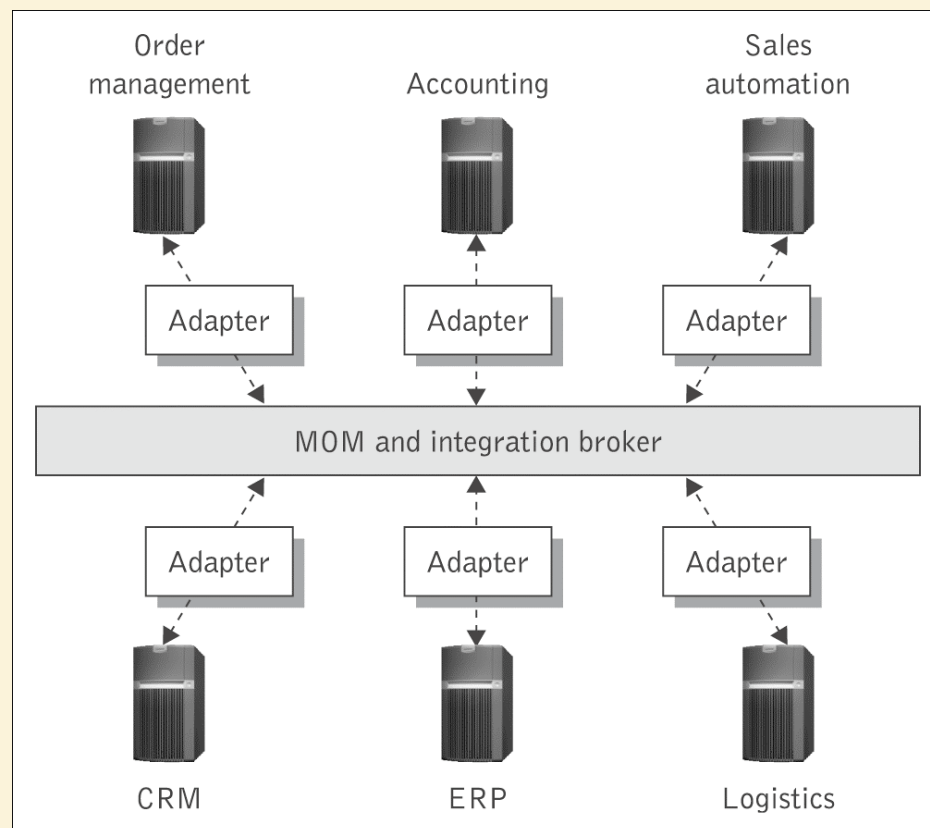 Order
management
Accounting
Sales
automation
Adapter
Adapter
Adapter
MOM and integration broker
Adapter
Adapter
Adapter
CRM
ERP
Logistics